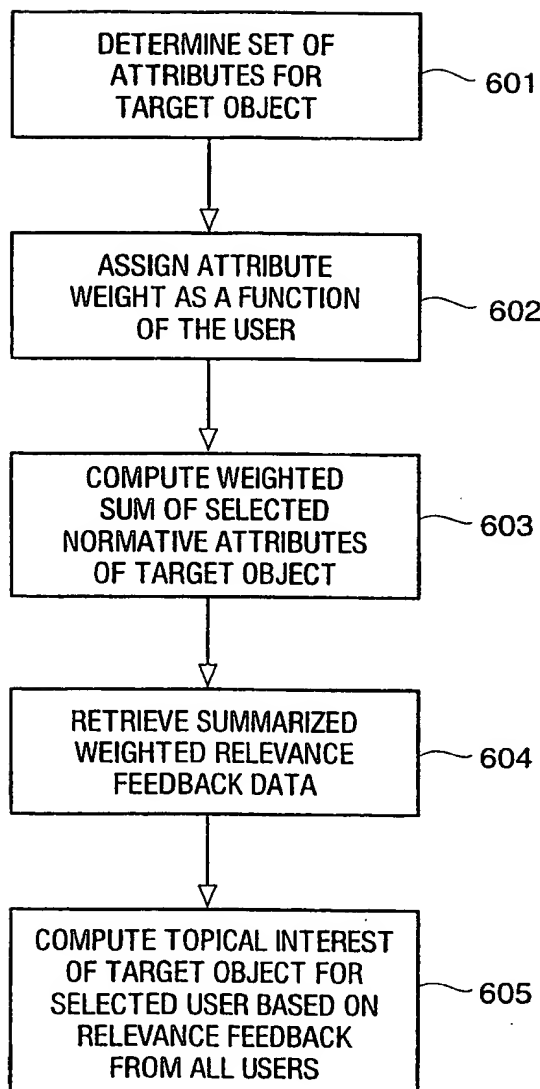 DETERMINE SET OF
ATTRIBUTES FOR
TARGET OBJECT
601
ASSIGN ATTRIBUTE
WEIGHT AS A FUNCTION
OF THE USER
602
COMPUTE WEIGHTED
SUM OF SELECTED
NORMATIVE ATTRIBUTES
OF TARGET OBJECT
603
RETRIEVE SUMMARIZED
WEIGHTED RELEVANCE
FEEDBACK DATA
604
COMPUTE TOPICAL INTEREST
OF TARGET OBJECT FOR
SELECTED USER BASED ON
RELEVANCE FEEDBACK
FROM ALL USERS
605